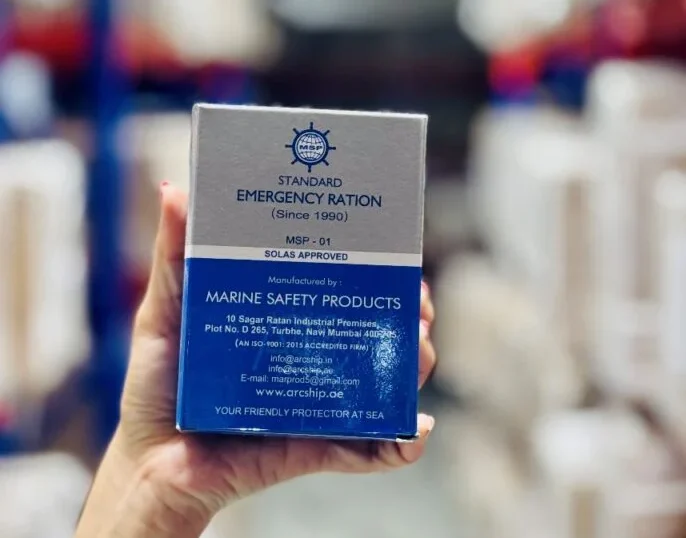 MSP
STANDARD
EMERGENCY RATION
(Since 1990)
MSP - 01
SOLAS APPROVED
Manufactured by :
MARINE SAFETY PRODUCTS
10 Sagar Ratan Industrial Premises,
Plot No. D 265, Turbhe, Navi Mumbai
(AN ISO-9001: 2015 ACCREDITED FIRM)
info@arcship.in
info@arcship.ae
E-mail: marprod5@gmail.com
www.arcship.ae
YOUR FRIENDLY PROTECTOR AT SEA